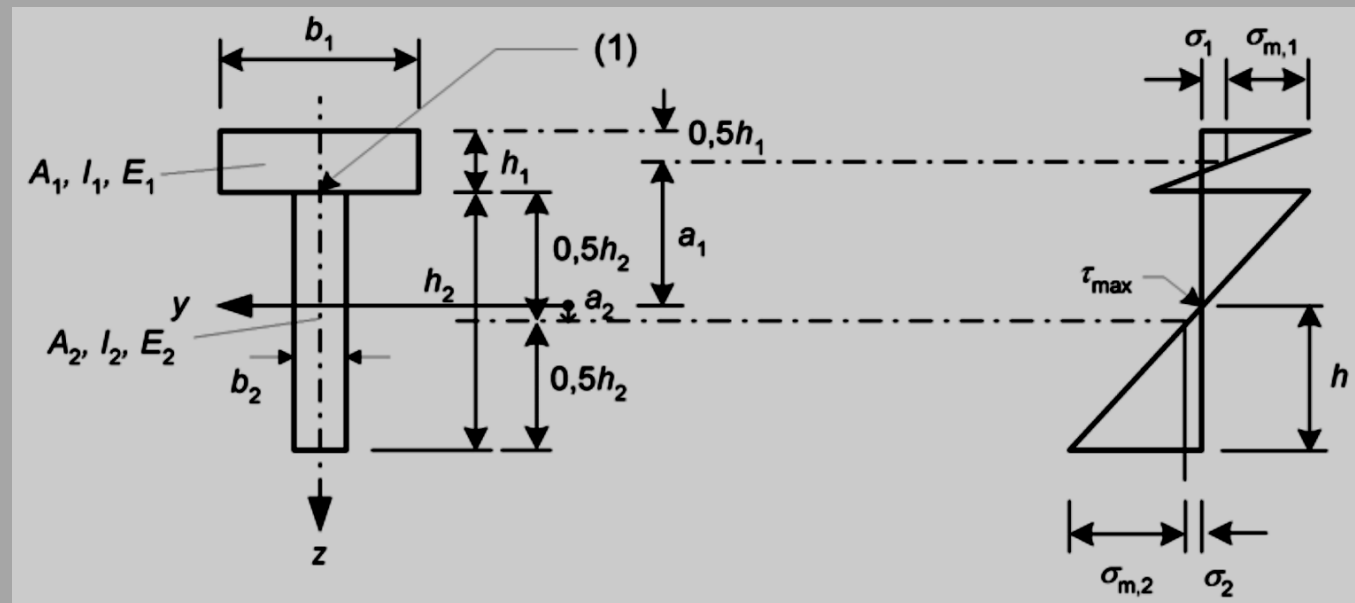 b₁
(1)
σ₁
σm,1
0,5h₁
A₁, I₁, E₁
h₁
0,5h₂
a₁
h₂
τmax
y
a₂
A₂, I₂, E₂
b₂
0,5h₂
h
z
σm,2
σ₂